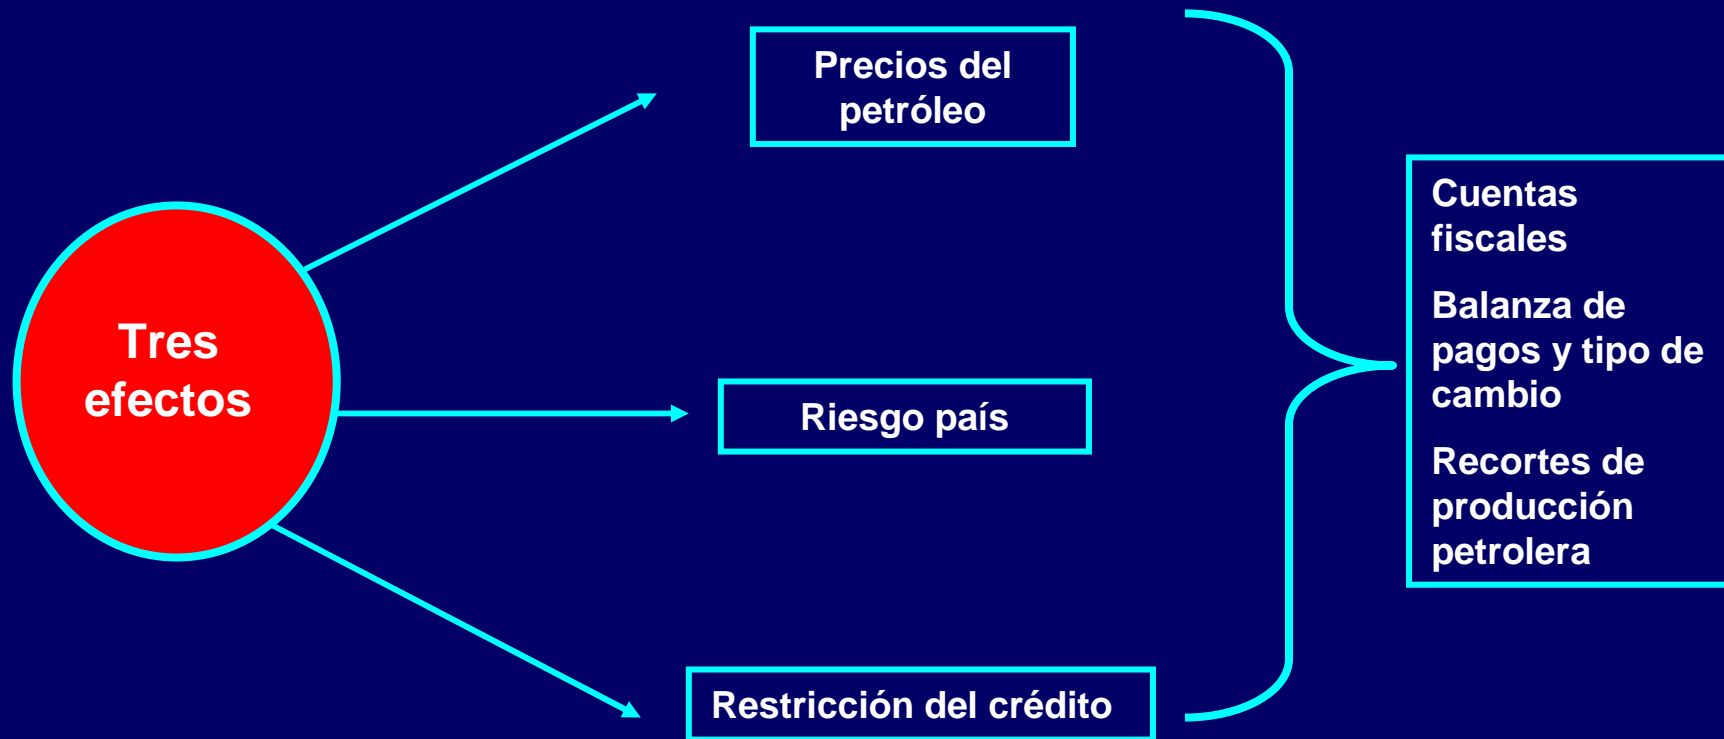 Tres
efectos
Precios del
petróleo
Riesgo país
Restricción del crédito
Cuentas
fiscales
Balanza de
pagos y tipo de
cambio
Recortes de
producción
petrolera